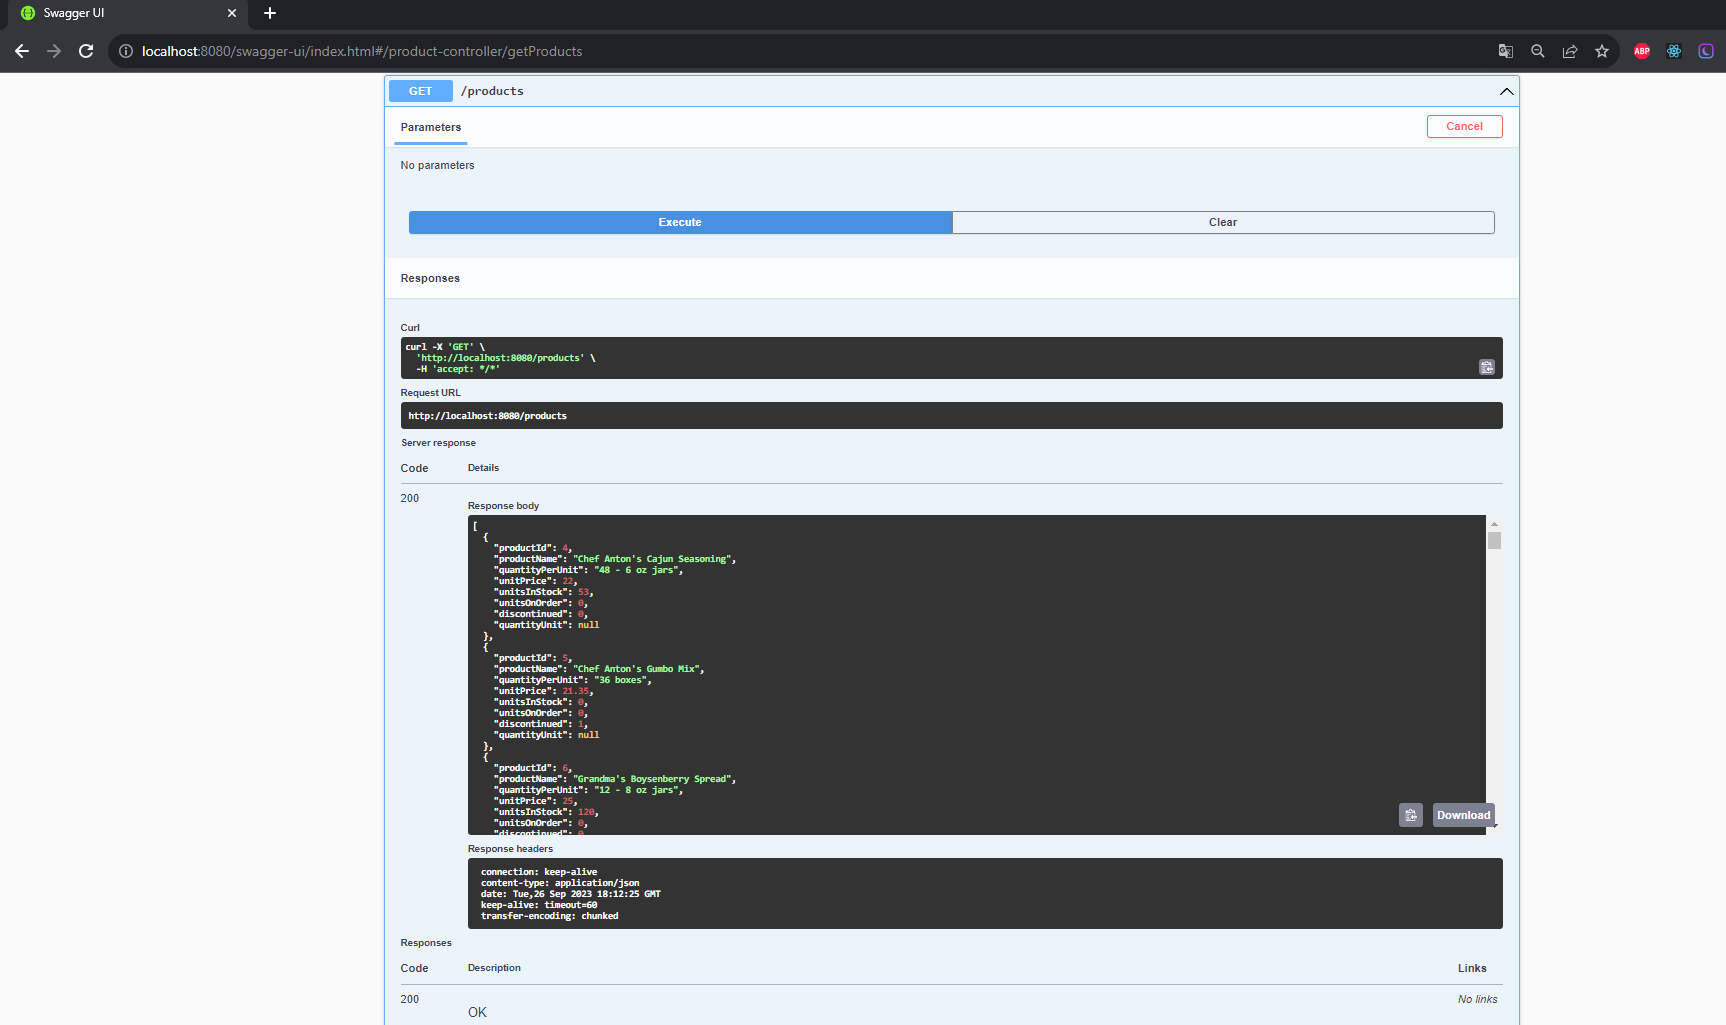 Swagger UI
localhost:8080/swagger-ui/index.html#/product-controller/getProducts
ABP
GET /products
Parameters
Cancel
No parameters
Execute
Clear
Responses
Curl
curl -X 'GET' \
'http://localhost:8080/products' \
-H 'accept: */*'
Request URL
http://localhost:8080/products
Server response
Code Details
200
Response body
[
{
"productId": 4,
"productName": "Chef Anton's Cajun Seasoning",
"quantityPerUnit": "48 - 6 oz jars",
"unitPrice": 22,
"unitsInStock": 53,
"unitsOnOrder": 0,
"discontinued": 0,
"quantityUnit": null
},
{
"productId": 5,
"productName": "Chef Anton's Gumbo Mix",
"quantityPerUnit": "36 boxes",
"unitPrice": 21.35,
"unitsInStock": 0,
"unitsOnOrder": 0,
"discontinued": 1,
"quantityUnit": null
},
{
"productId": 6,
"productName": "Grandma's Boysenberry Spread",
"quantityPerUnit": "12 - 8 oz jars",
"unitPrice": 25,
"unitsInStock": 120,
"unitsOnOrder": 0,
"discontinued": 0
Download
Response headers
connection: keep-alive
content-type: application/json
date: Tue,26 Sep 2023 18:12:25 GMT
keep-alive: timeout=60
transfer-encoding: chunked
Responses
Code Description Links
200 No links
OK